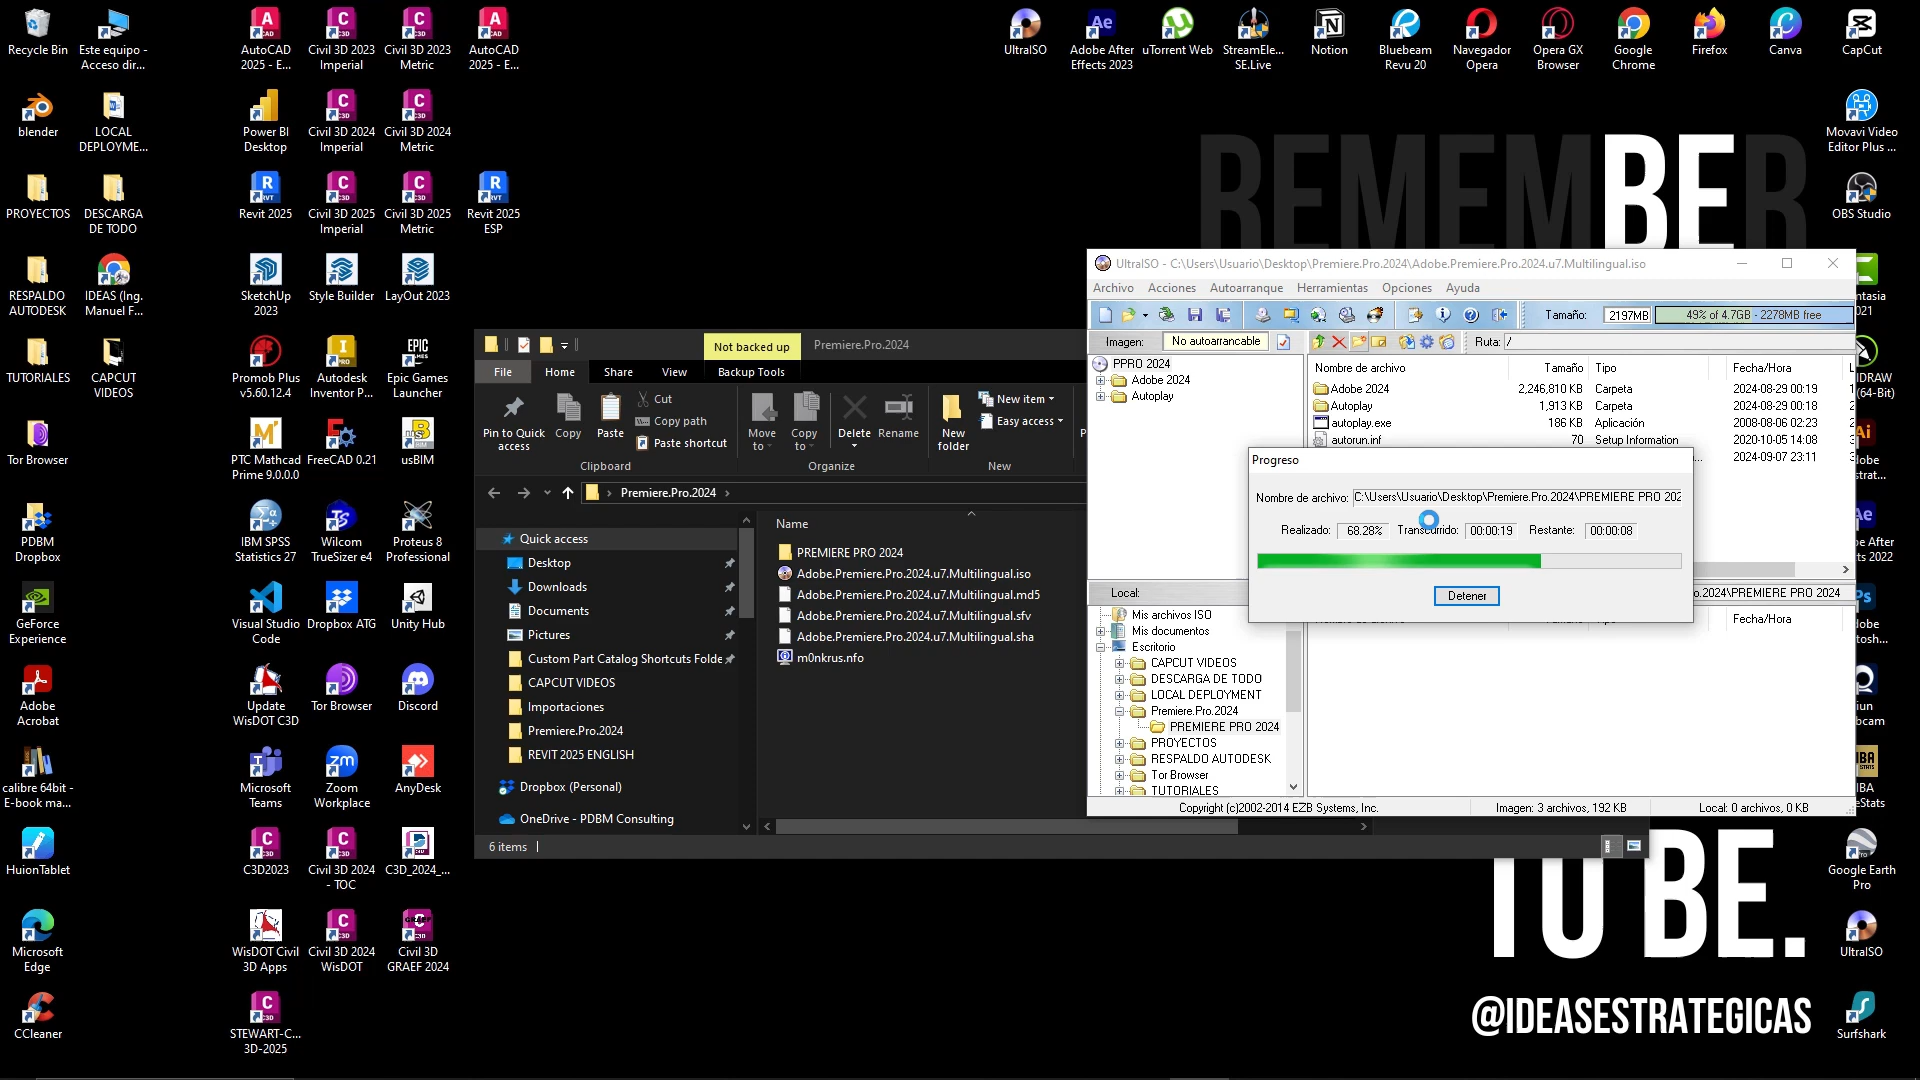 Recycle Bin
Este equipo -
Acceso dir...
AutoCAD
2025 - E...
Civil 3D 2023
Imperial
Civil 3D 2023
Metric
AutoCAD
2025 - E...
UltraISO
Adobe After
Effects 2023
uTorrent Web
StreamEle...
SE.Live
Notion
Bluebeam
Revu 20
Navegador
Opera
Opera GX
Browser
Google
Chrome
Firefox
Canva
CapCut
blender
LOCAL
DEPLOYME...
Power BI
Desktop
Civil 3D 2024
Imperial
Civil 3D 2024
Metric
Movavi Video
Editor Plus ...
REMEMBER
PROYECTOS
DESCARGA
DE TODO
Revit 2025
Civil 3D 2025
Imperial
Civil 3D 2025
Metric
Revit 2025
ESP
OBS Studio
RESPALDO
AUTODESK
IDEAS (Ing.
Manuel F...
SketchUp
2023
Style Builder
LayOut 2023
TUTORIALES
CAPCUT
VIDEOS
Promob Plus
v5.60.12.4
Autodesk
Inventor P...
Epic Games
Launcher
Tor Browser
PTC Mathcad
Prime 9.0.0.0
FreeCAD 0.21
usBIM
PDBM
Dropbox
IBM SPSS
Statistics 27
Wilcom
TrueSizer e4
Proteus 8
Professional
GeForce
Experience
Visual Studio
Code
Dropbox ATG
Unity Hub
Adobe
Acrobat
Update
WisDOT C3D
Tor Browser
Discord
calibre 64bit -
E-book ma...
Microsoft
Teams
Zoom
Workplace
AnyDesk
HuionTablet
C3D2023
Civil 3D 2024
- TOC
C3D_2024_...
Microsoft
Edge
WisDOT Civil
3D Apps
Civil 3D 2024
WisDOT
Civil 3D
GRAEF 2024
CCleaner
STEWART-C...
3D-2025
Not backed up
Premiere.Pro.2024
File
Home
Share
View
Backup Tools
Pin to Quick
access
Copy
Paste
Cut
Copy path
Paste shortcut
Move
to
Copy
to
Delete
Rename
New
folder
New item
Easy access
Clipboard
Organize
New
Premiere.Pro.2024
Quick access
Desktop
Downloads
Documents
Pictures
Custom Part Catalog Shortcuts Folde
CAPCUT VIDEOS
Importaciones
Premiere.Pro.2024
REVIT 2025 ENGLISH
Dropbox (Personal)
OneDrive - PDBM Consulting
Name
PREMIERE PRO 2024
Adobe.Premiere.Pro.2024.u7.Multilingual.iso
Adobe.Premiere.Pro.2024.u7.Multilingual.md5
Adobe.Premiere.Pro.2024.u7.Multilingual.sfv
Adobe.Premiere.Pro.2024.u7.Multilingual.sha
m0nkrus.nfo
6 items
UltraISO - C:\Users\Usuario\Desktop\Premiere.Pro.2024\Adobe.Premiere.Pro.2024.u7.Multilingual.iso
Archivo
Acciones
Autoarranque
Herramientas
Opciones
Ayuda
Tamaño:
2197MB
49% of 4.7GB - 2278MB free
Imagen:
No autoarrancable
Ruta: /
PPRO 2024
Adobe 2024
Autoplay
Nombre de archivo
Tamaño
Tipo
Fecha/Hora
Adobe 2024
2,246,810 KB
Carpeta
2024-08-29 00:19
Autoplay
1,913 KB
Carpeta
2024-08-29 00:18
autoplay.exe
186 KB
Aplicación
2008-08-06 02:23
autorun.inf
70
Setup Information
2020-10-05 14:08
2024-09-07 23:11
Progreso
Nombre de archivo: C:\Users\Usuario\Desktop\Premiere.Pro.2024\PREMIERE PRO 202
Realizado:
68.28%
Transcurrido:
00:00:19
Restante:
00:00:08
Detener
Local:
o.2024\PREMIERE PRO 2024
Fecha/Hora
Mis archivos ISO
Mis documentos
Escritorio
CAPCUT VIDEOS
DESCARGA DE TODO
LOCAL DEPLOYMENT
Premiere.Pro.2024
PREMIERE PRO 2024
PROYECTOS
RESPALDO AUTODESK
Tor Browser
TUTORIALES
Copyright (c)2002-2014 EZB Systems, Inc.
Imagen: 3 archivos, 192 KB
Local: 0 archivos, 0 KB
TO BE.
@IDEASESTRATEGICAS
Google Earth
Pro
UltraISO
Surfshark